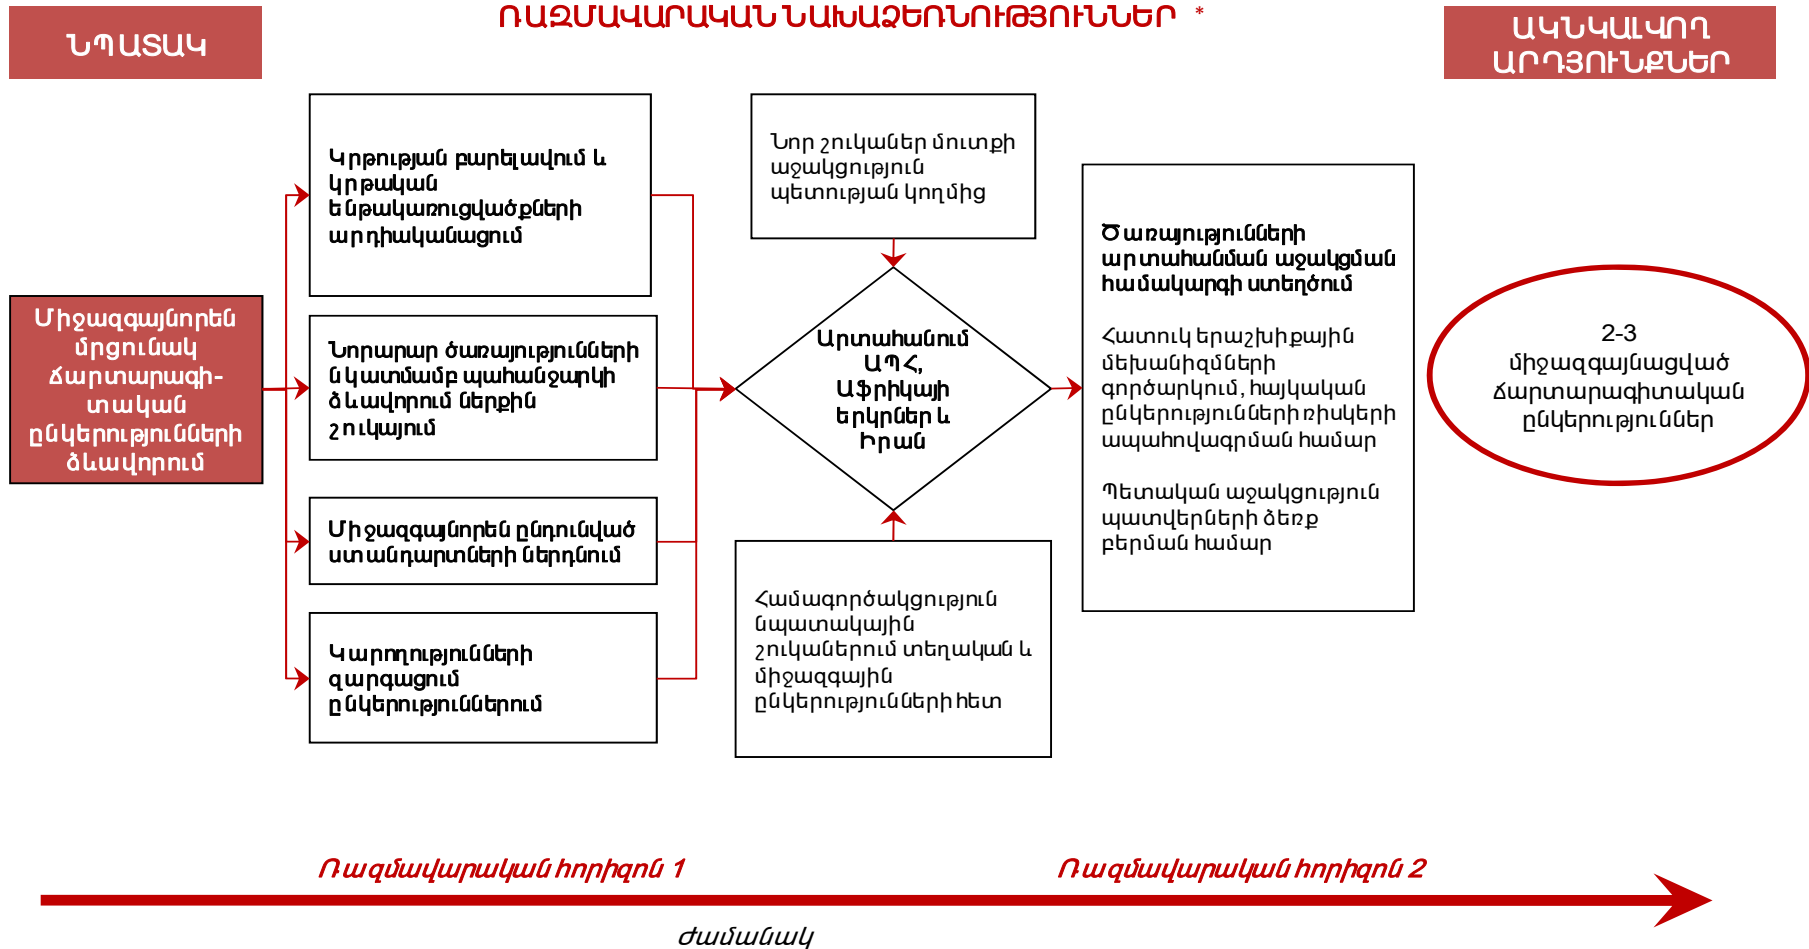 ՆՊԱՏԱԿ
ՌԱԶՄԱՎԱՐԱԿԱՆ ՆԱԽԱՁԵՌՆՈՒԹՅՈՒՆՆԵՐ *
ԱԿՆԿԱԼՎՈՂ
ԱՐԴՅՈՒՆՔՆԵՐ
Միջազգայնորեն
մրցունակ
ճարտարագի-
տական
ընկերությունների
ձևավորում
Կրթության բարելավում և
կրթական
ենթակառուցվածքների
արդիականացում
Նորարար ծառայությունների
նկատմամբ պահանջարկի
ձևավորում ներքին
շուկայում
Միջազգայնորեն ընդունված
ստանդարտների ներդնում
Կարողությունների
զարգացում
ընկերություններում
Նոր շուկաներ մուտքի
աջակցություն
պետության կողմից
Արտահանում
ԱՊՀ,
Աֆրիկայի
երկրներ և
Իրան
Համագործակցություն
նպատակային
շուկաներում տեղական և
միջազգային
ընկերությունների հետ
Ծառայությունների
արտահանման աջակցման
համակարգի ստեղծում
Հատուկ երաշխիքային
մեխանիզմների
գործարկում, հայկական
ընկերությունների ռիսկերի
ապահովագրման համար
Պետական աջակցություն
պատվերների ձեռք
բերման համար
2-3
միջազգայնացված
ճարտարագիտական
ընկերություններ
Ռազմավարական հորիզոն 1
Ռազմավարական հորիզոն 2
Ժամանակ